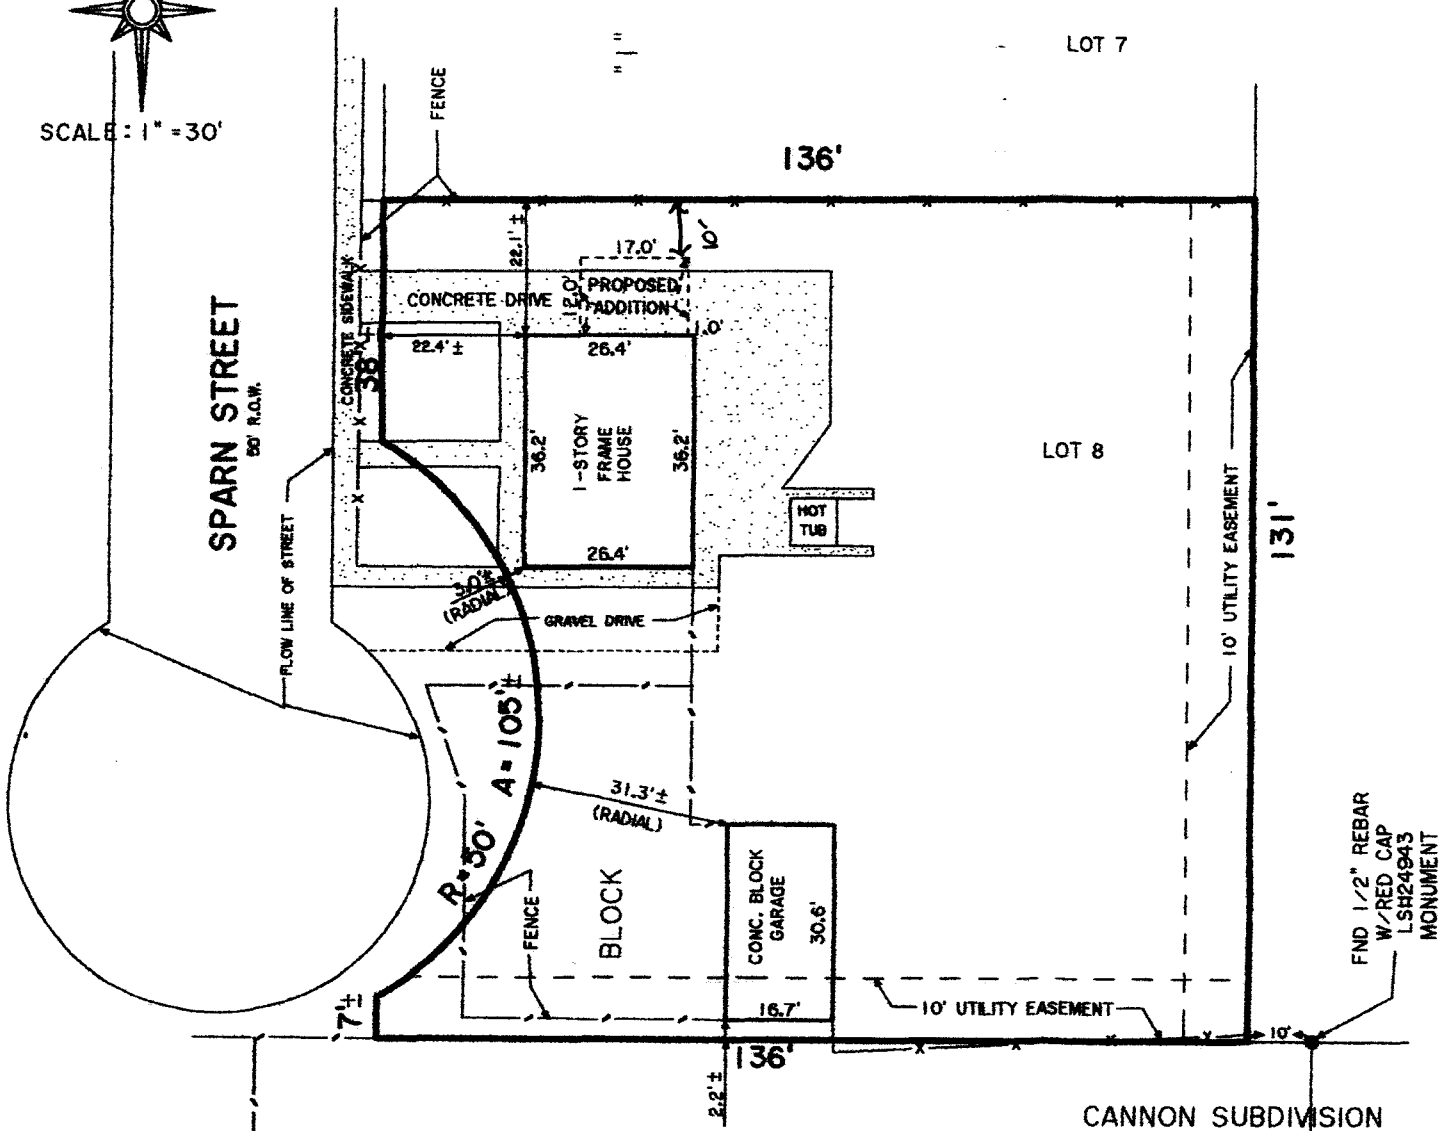 LOT 7
SCALE: 1" =30'
FENCE
136'
22.1' ±
17.0'
10'
CONCRETE SIDEWALK
CONCRETE DRIVE
12.0'
PROPOSED
ADDITION
.0'
38'±
22.4' ±
26.4'
SPARN STREET
50' R.O.W.
36.2'
1-STORY
FRAME
HOUSE
36.2'
LOT 8
HOT
TUB
10' UTILITY EASEMENT
131'
FLOW LINE OF STREET
26.4'
3.0'±
(RADIAL)
GRAVEL DRIVE
A = 105'±
R = 50'
31.3'±
(RADIAL)
BLOCK
FENCE
CONC. BLOCK
GARAGE
30.6'
16.7'
10' UTILITY EASEMENT
FND 1/2" REBAR
W/RED CAP
LS#24943
MONUMENT
7'±
136'
10'
2.2'±
CANNON SUBDIVISION